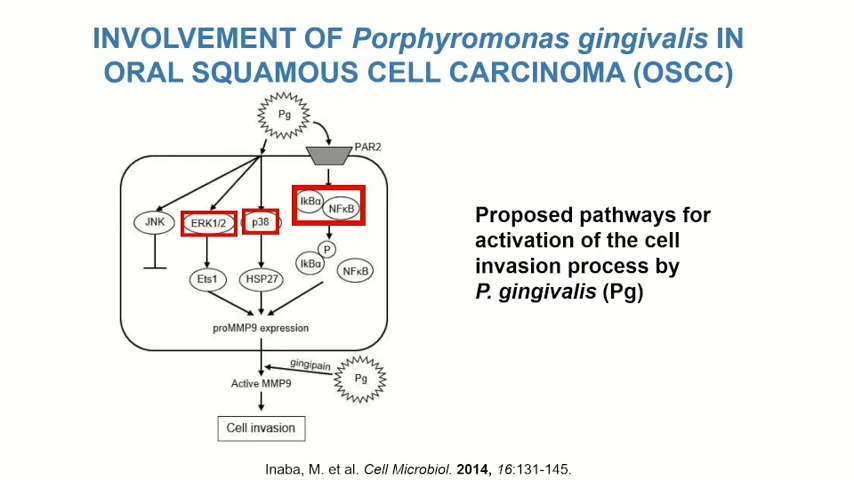 INVOLVEMENT OF Porphyromonas gingivalis IN
ORAL SQUAMOUS CELL CARCINOMA (OSCC)
Pg
PAR2
JNK
ERK1/2
p38
IkBα
NFκB
P
IkBα
NFκB
Ets1
HSP27
proMMP9 expression
gingipain
Pg
Active MMP9
Cell invasion
Proposed pathways for
activation of the cell
invasion process by
P. gingivalis (Pg)
Inaba, M. et al. Cell Microbiol. 2014, 16:131-145.